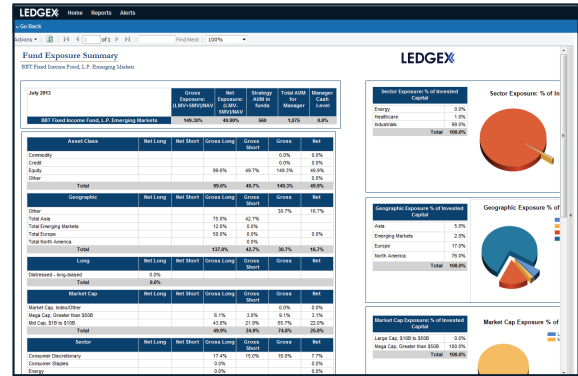 LEDGEX Home Reports Alerts
« Go Back
Actions 1 of 1 Find Next 100%
Fund Exposure Summary
BBT Fixed Income Fund, L.P. Emerging Markets
LEDGEX
July 2013 Gross Exposure: (LMV+SMV)/NAV Net Exposure: (LMV-SMV)/NAV Strategy AUM in funds Total AUM for Manager Manager Cash Level
BBT Fixed Income Fund, L.P. Emerging Markets 149.30% 49.90% 560 1,075 0.0%
Asset Class Net Long Net Short Gross Long Gross Short Gross Net
Commodity 0.0% 0.0%
Credit 0.0% 0.0%
Equity 99.6% 49.7% 149.3% 49.9%
Other 0.0%
Total 99.6% 49.7% 149.3% 49.9%
Geographic Net Long Net Short Gross Long Gross Short Gross Net
Other 30.7% 16.7%
Total Asia 75.0% 42.7%
Total Emerging Markets 12.0% 0.0%
Total Europe 50.0% 0.0% 0.0%
Total North America 0.0%
Total 137.0% 42.7% 30.7% 16.7%
Long Net Long Net Short Gross Long Gross Short Gross Net
Distressed - long-biased 0.0%
Total 0.0%
Market Cap Net Long Net Short Gross Long Gross Short Gross Net
Market Cap, Index/Other 0.0% 0.0%
Mega Cap, Greater than $50B 6.1% 3.0% 9.1% 3.1%
Mid Cap, $1B to $10B 43.8% 21.9% 65.7% 22.0%
Total 49.9% 24.9% 74.8% 25.0%
Sector Net Long Net Short Gross Long Gross Short Gross Net
Consumer Discretionary 17.4% 15.0% 16.0% 7.7%
Consumer Staples 0.0% 0.0%
Energy 0.0% 0.0%
Sector Exposure: % of Invested Capital
Energy 0.0%
Healthcare 1.0%
Industrials 99.0%
Total 100.0%
Sector Exposure: % of In
Geographic Exposure % of Invested Capital
Asia 5.0%
Emerging Markets 2.0%
Europe 17.0%
North America 76.0%
Total 100.0%
Geographic Exposure % of
Market Cap Exposure: % of Invested Capital
Large Cap, $10B to $50B 0.0%
Mega Cap, Greater than $50B 100.0%
Total 100.0%
Market Cap Exposure % of
L
L